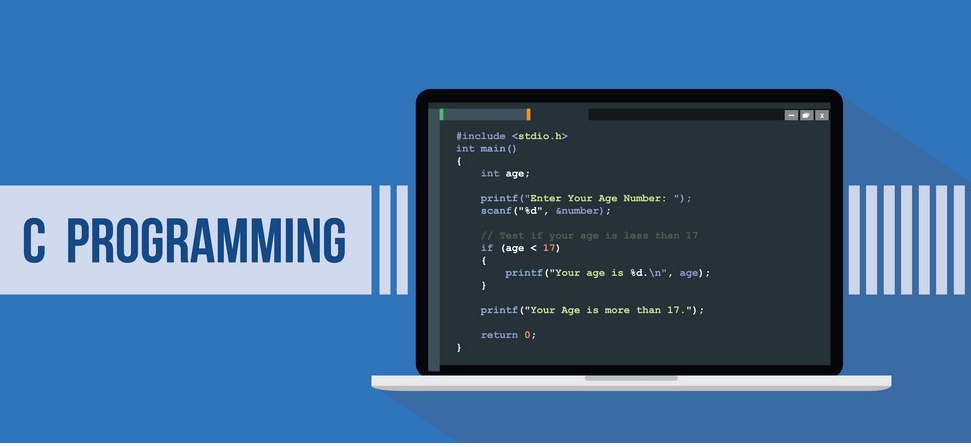 C PROGRAMMING
#include <stdio.h>
int main()
{
    int age;

    printf("Enter Your Age Number: ");
    scanf("%d", &number);

    // Test if your age is less than 17
    if (age < 17)
    {
        printf("Your age is %d.\n", age);
    }

    printf("Your Age is more than 17.");

    return 0;
}